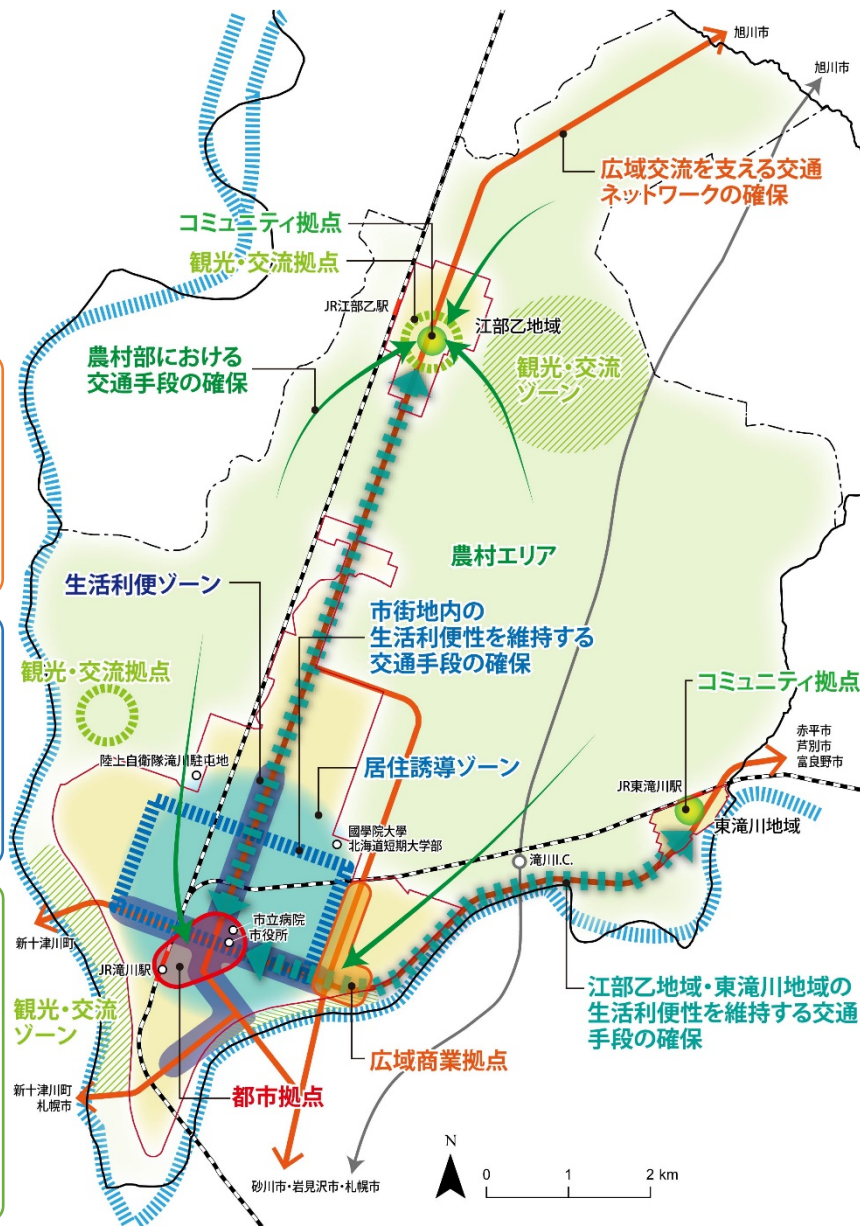 旭川市
旭川市
広域交流を支える交通
ネットワークの確保
コミュニティ拠点
観光・交流拠点
JR江部乙駅
江部乙地域
農村部における
交通手段の確保
観光・交流
ゾーン
農村エリア
生活利便ゾーン
市街地内の
生活利便性を維持する
交通手段の確保
観光・交流拠点
コミュニティ拠点
赤平市
芦別市
富良野市
陸上自衛隊滝川駐屯地
居住誘導ゾーン
JR東滝川駅
東滝川地域
國學院大學
北海道短期大学部
滝川I.C.
市立病院
市役所
新十津川町
JR滝川駅
観光・交流
ゾーン
江部乙地域・東滝川地域の
生活利便性を維持する交通
手段の確保
広域商業拠点
新十津川町
札幌市
都市拠点
砂川市・岩見沢市・札幌市
N
0 1 2 km